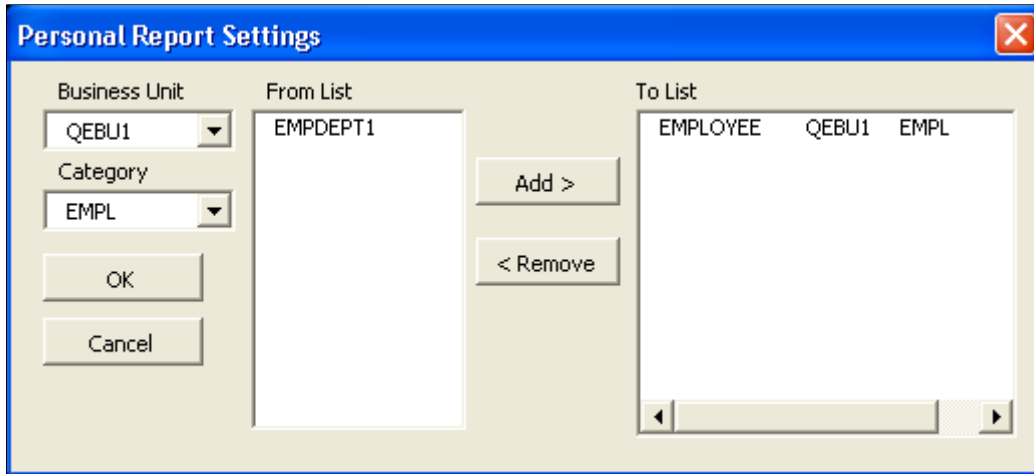 Personal Report Settings
Business Unit
From List
To List
QEBU1
EMPDEPT1
EMPLOYEE QEBU1 EMPL
Category
EMPL
Add >
< Remove
OK
Cancel